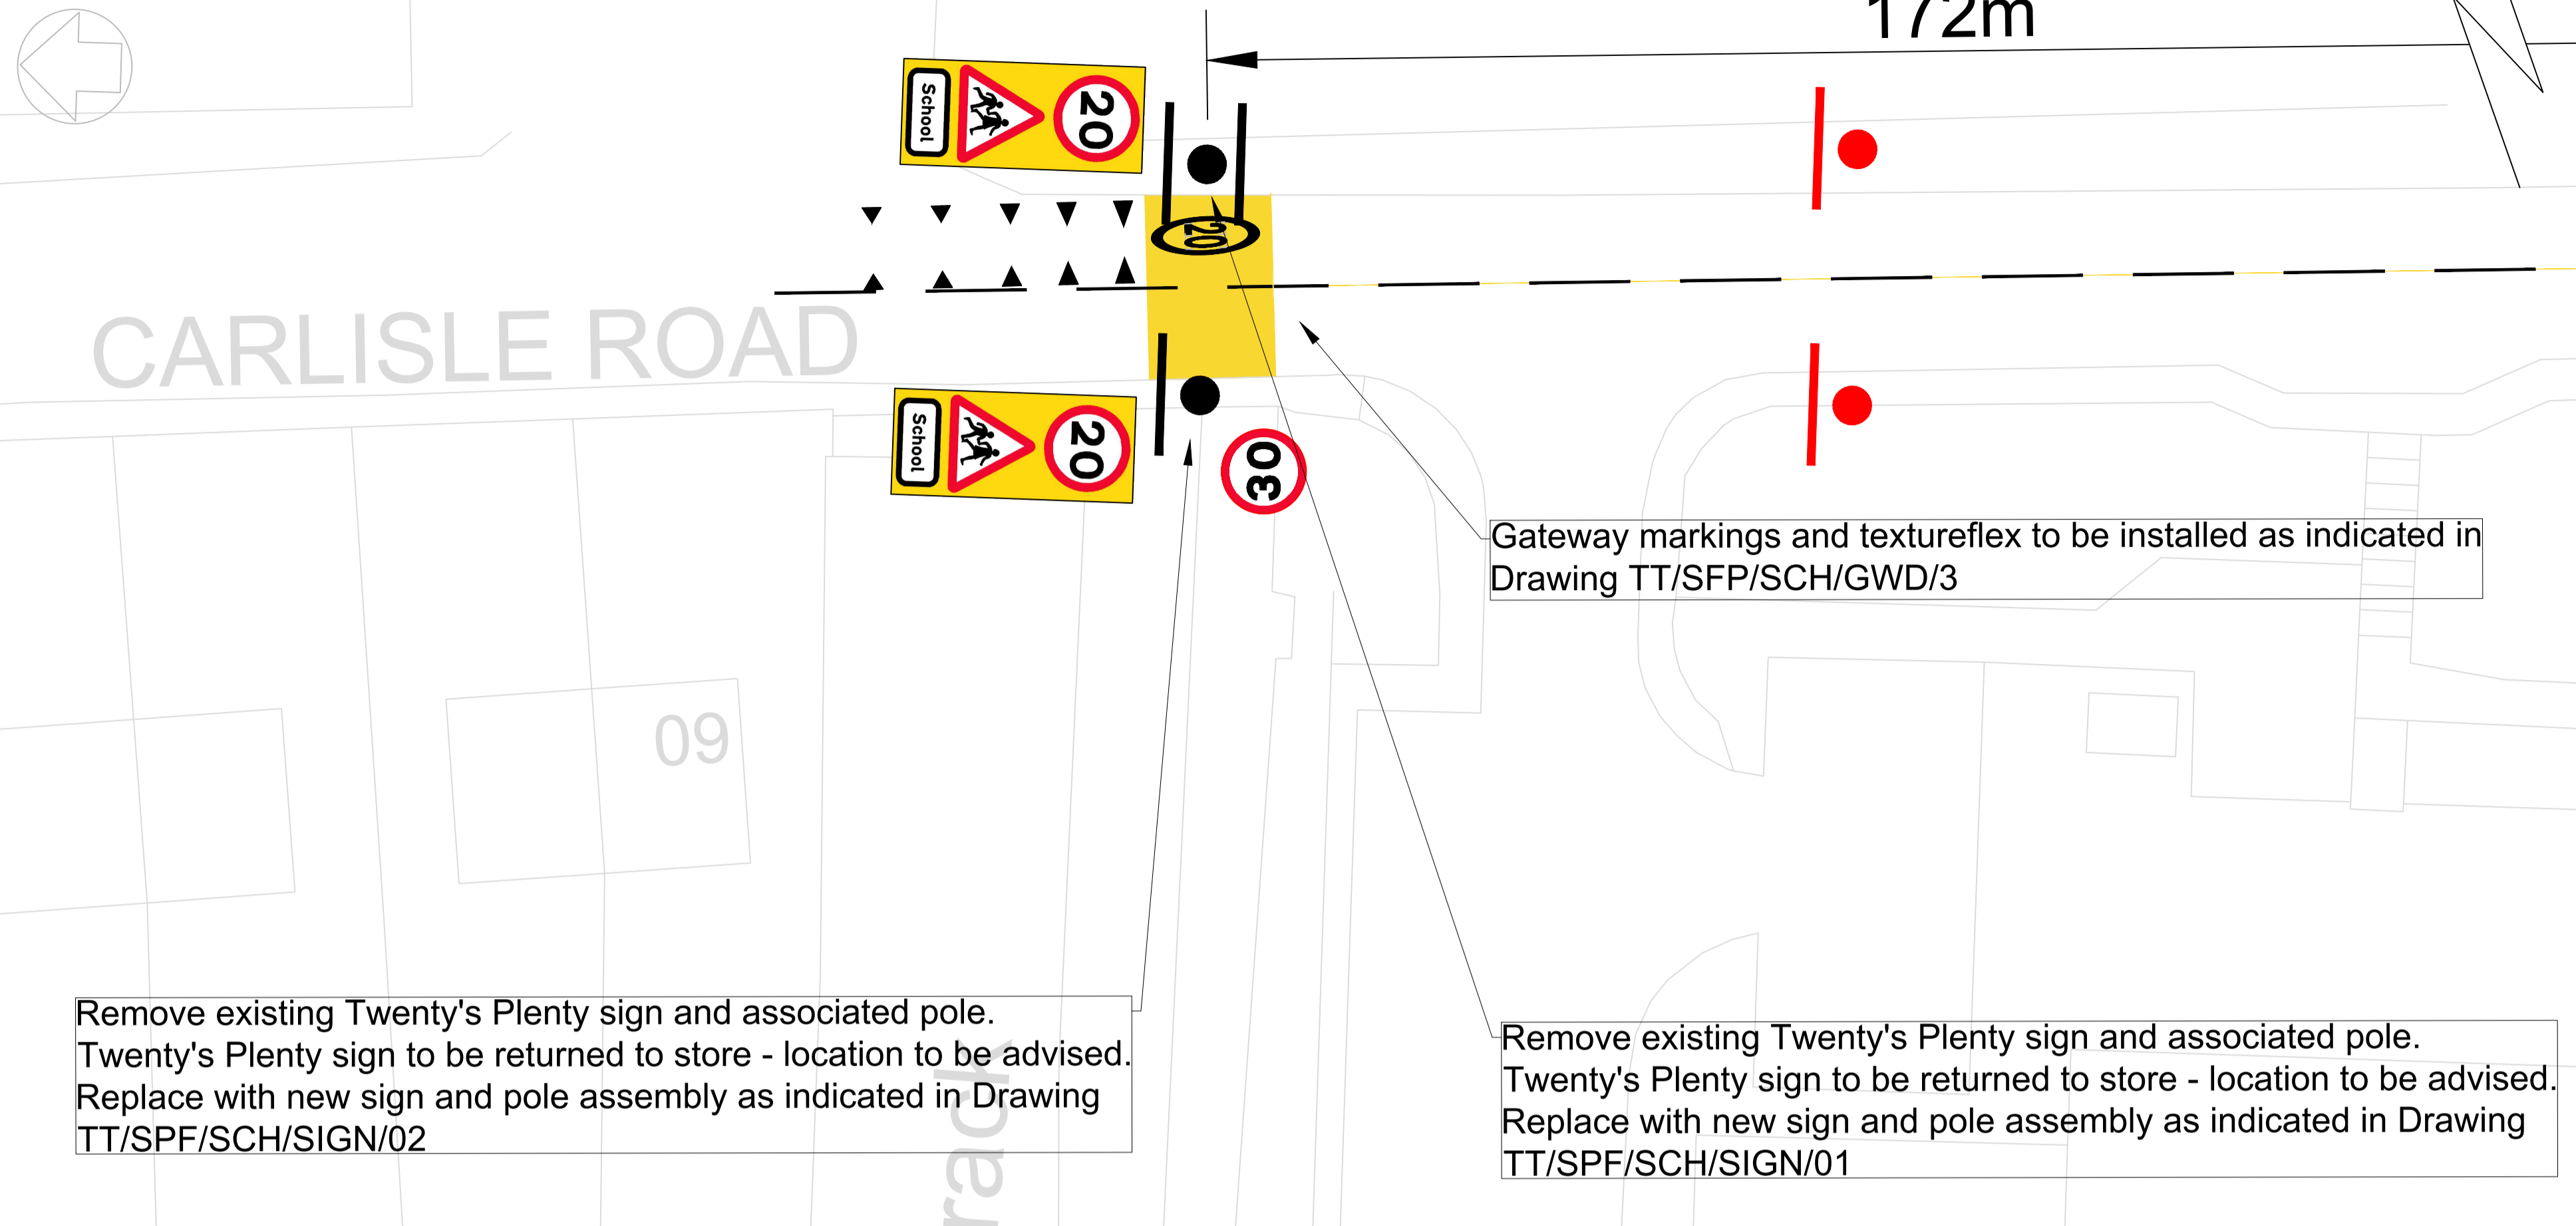 172m
School
20
20
CARLISLE ROAD
School
20
30
Gateway markings and textureflex to be installed as indicated in
Drawing TT/SFP/SCH/GWD/3
60
Remove existing Twenty's Plenty sign and associated pole.
Twenty's Plenty sign to be returned to store - location to be advised.
Replace with new sign and pole assembly as indicated in Drawing
TT/SPF/SCH/SIGN/02
Remove existing Twenty's Plenty sign and associated pole.
Twenty's Plenty sign to be returned to store - location to be advised.
Replace with new sign and pole assembly as indicated in Drawing
TT/SPF/SCH/SIGN/01
rack